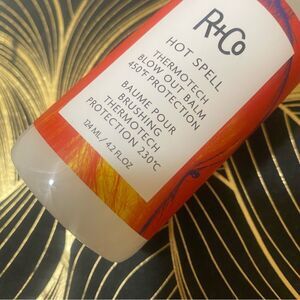 R+Co
HOT SPELL
THERMOTECH
BLOW OUT BALM
450°F PROTECTION
BAUME POUR
BRUSHING
THERMOTECH
PROTECTION 230°C
124 ML / 4.2 FL OZ